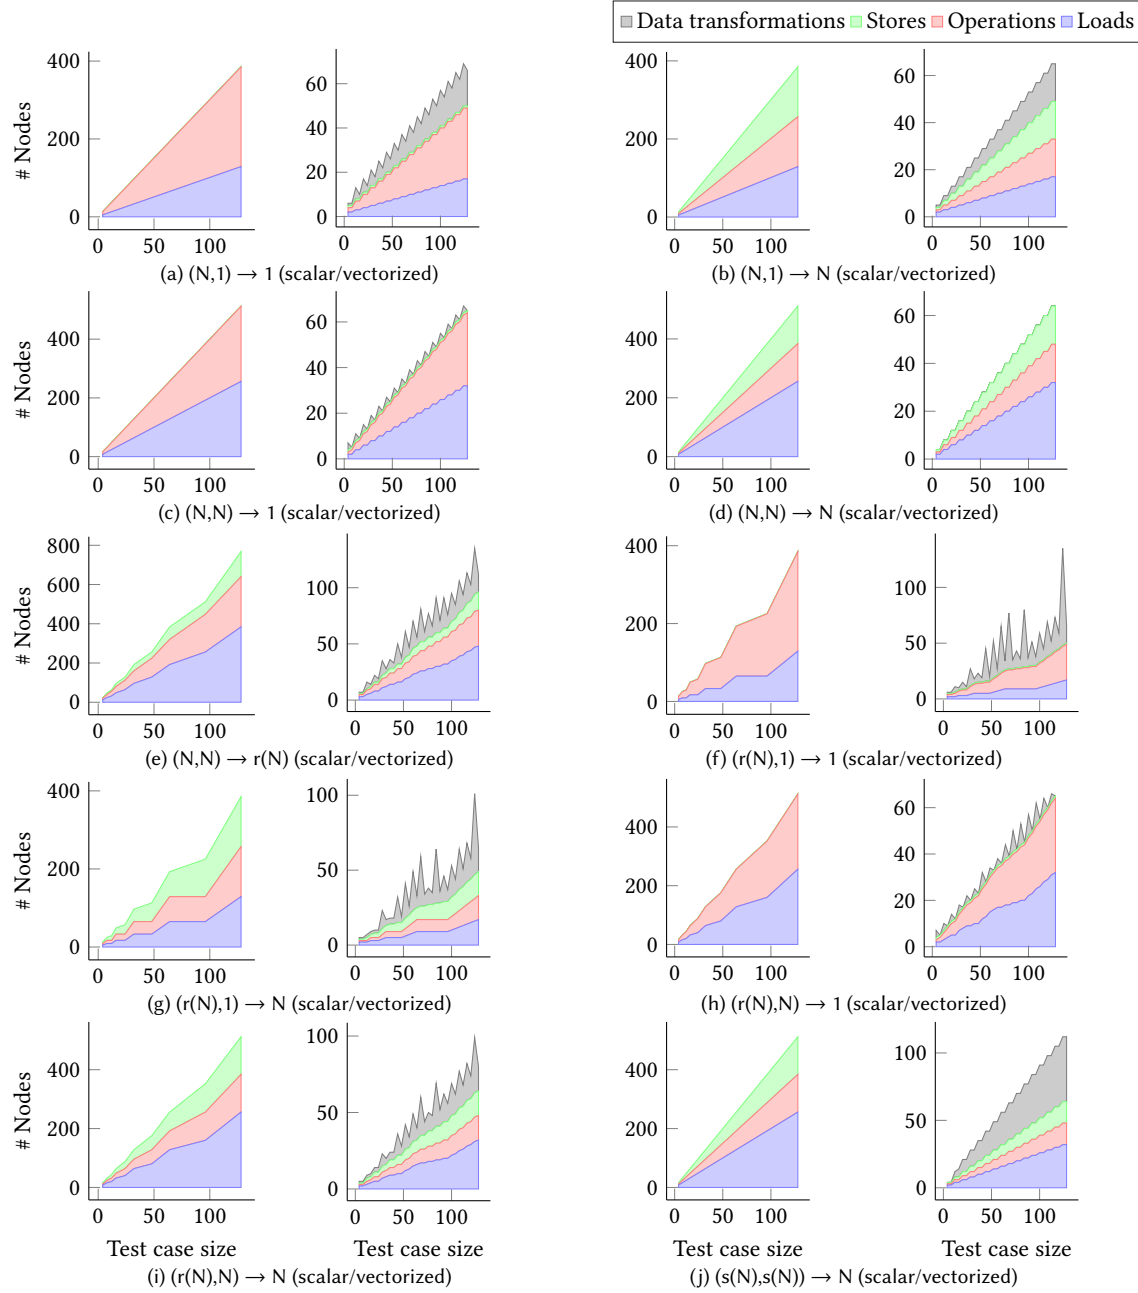 Data transformations Stores Operations Loads
# Nodes
400
200
0
0 50 100
60
40
20
0
0 50 100
(a) (N,1) → 1 (scalar/vectorized)
400
200
0
0 50 100
60
40
20
0
0 50 100
(b) (N,1) → N (scalar/vectorized)
# Nodes
400
200
0
0 50 100
60
40
20
0
0 50 100
(c) (N,N) → 1 (scalar/vectorized)
400
200
0
0 50 100
60
40
20
0
0 50 100
(d) (N,N) → N (scalar/vectorized)
# Nodes
800
600
400
200
0
0 50 100
100
50
0
0 50 100
(e) (N,N) → r(N) (scalar/vectorized)
400
200
0
0 50 100
100
50
0
0 50 100
(f) (r(N),1) → 1 (scalar/vectorized)
# Nodes
400
200
0
0 50 100
100
50
0
0 50 100
(g) (r(N),1) → N (scalar/vectorized)
400
200
0
0 50 100
60
40
20
0
0 50 100
(h) (r(N),N) → 1 (scalar/vectorized)
# Nodes
400
200
0
0 50 100
Test case size
100
50
0
0 50 100
Test case size
(i) (r(N),N) → N (scalar/vectorized)
400
200
0
0 50 100
Test case size
100
50
0
0 50 100
Test case size
(j) (s(N),s(N)) → N (scalar/vectorized)